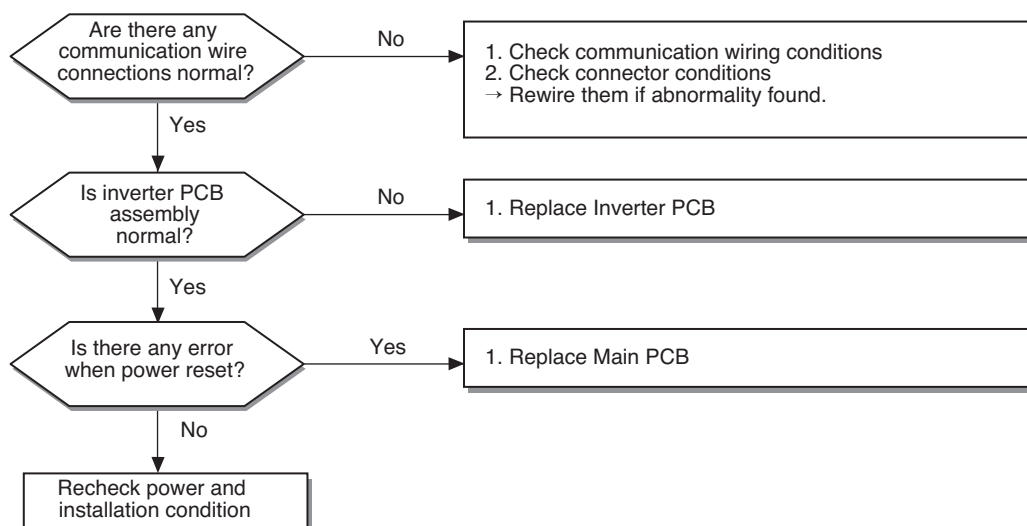 Are there any
communication wire
connections normal?
No
1. Check communication wiring conditions
2. Check connector conditions
→ Rewire them if abnormality found.
Yes
Is inverter PCB
assembly
normal?
No
1. Replace Inverter PCB
Yes
Is there any error
when power reset?
Yes
1. Replace Main PCB
No
Recheck power and
installation condition